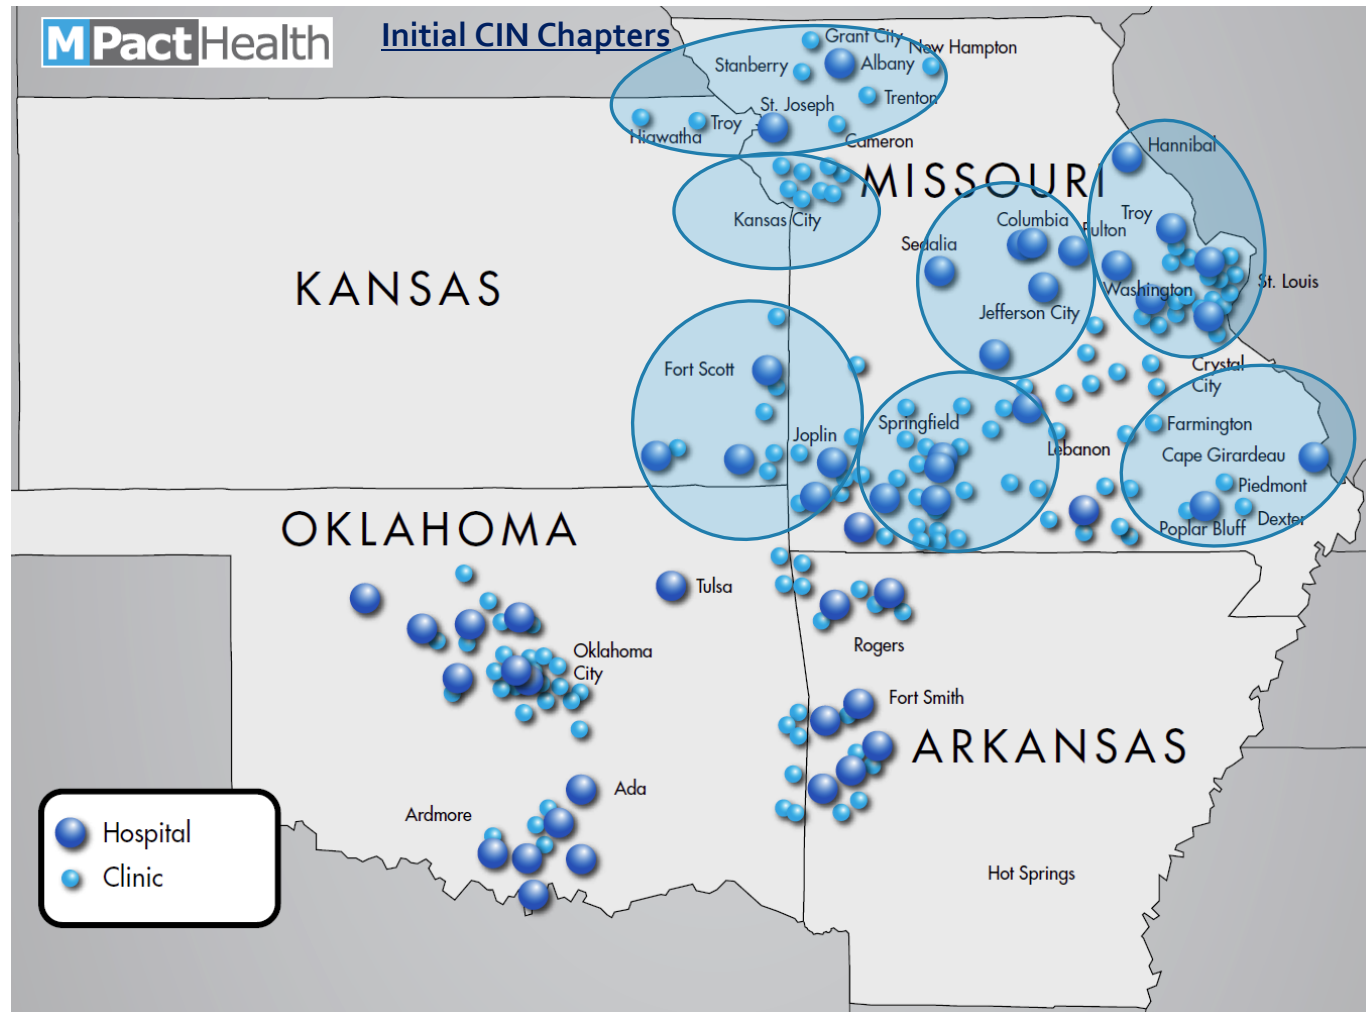 MPactHealth
Initial CIN Chapters
Grant City
New Hampton
Stanberry
Albany
Trenton
St. Joseph
Troy
Hiawatha
Cameron
MISSOURI
Hannibal
Kansas City
Columbia
Troy
Fulton
Sedalia
KANSAS
Washington
St. Louis
Jefferson City
Fort Scott
Crystal
City
Springfield
Farmington
Joplin
Lebanon
Cape Girardeau
Piedmont
OKLAHOMA
Poplar Bluff
Dexter
Tulsa
Rogers
Oklahoma
City
Fort Smith
ARKANSAS
Ada
Ardmore
Hospital
Clinic
Hot Springs